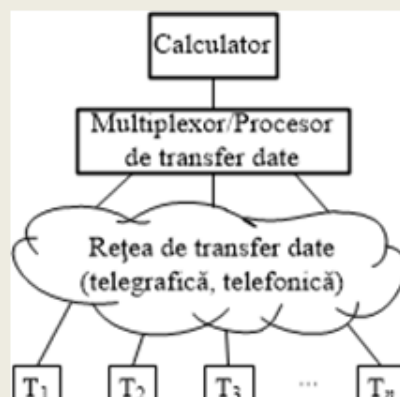 Calculator
Multiplexor/Procesor
de transfer date
Rețea de transfer date
(telegrafică, telefonică)
T1 T2 T3 ... Tn